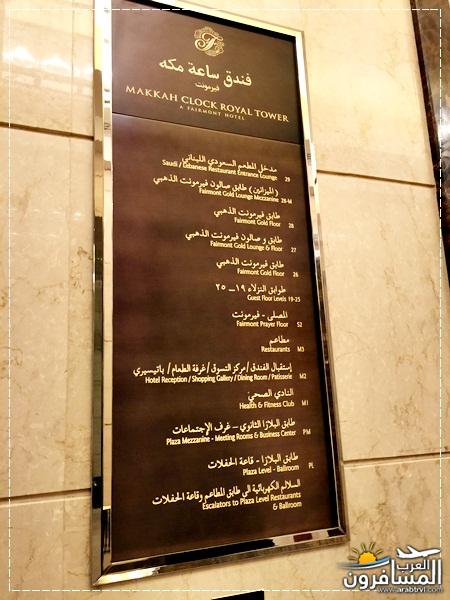 فندق ساعة مكه
فيرمونت
MAKKAH CLOCK ROYAL TOWER
A FAIRMONT HOTEL
مدخل المطعم السعودي اللبناني
Saudi / Lebanese Restaurant Entrance Lounge 29
(الميزانين) طابق صالون فيرمونت الذهبي
Fairmont Gold Lounge Mezzanine 28-M
طابق فيرمونت الذهبي
Fairmont Gold Floor 28
طابق و صالون فيرمونت الذهبي
Fairmont Gold Lounge & Floor 27
طابق فيرمونت الذهبي
Fairmont Gold Floor 26
طوابق النزلاء ١٩ـ ٢٥
Guest Floor Levels 19-25
المصلى - فيرمونت
Fairmont Prayer Floor S2
مطاعم
Restaurants M3
إستقبال الفندق/مركز التسوق/غرفة الطعام/ باتيسيري
Hotel Reception / Shopping Gallery / Dining Room / Patisserie M2
النادي الصحي
Health & Fitness Club M1
طابق البلازا الثانوي – غرف الإجتماعات
Plaza Mezzanine - Meeting Rooms & Business Center PM
طابق البلازا - قاعة الحفلات
Plaza Level - Ballroom PL
السلالم الكهربائية الى طابق المطاعم وقاعة الحفلات
Escalators to Plaza Level Restaurants
& Ballroom
العرب
المسافرون
www.arabtrvl.com